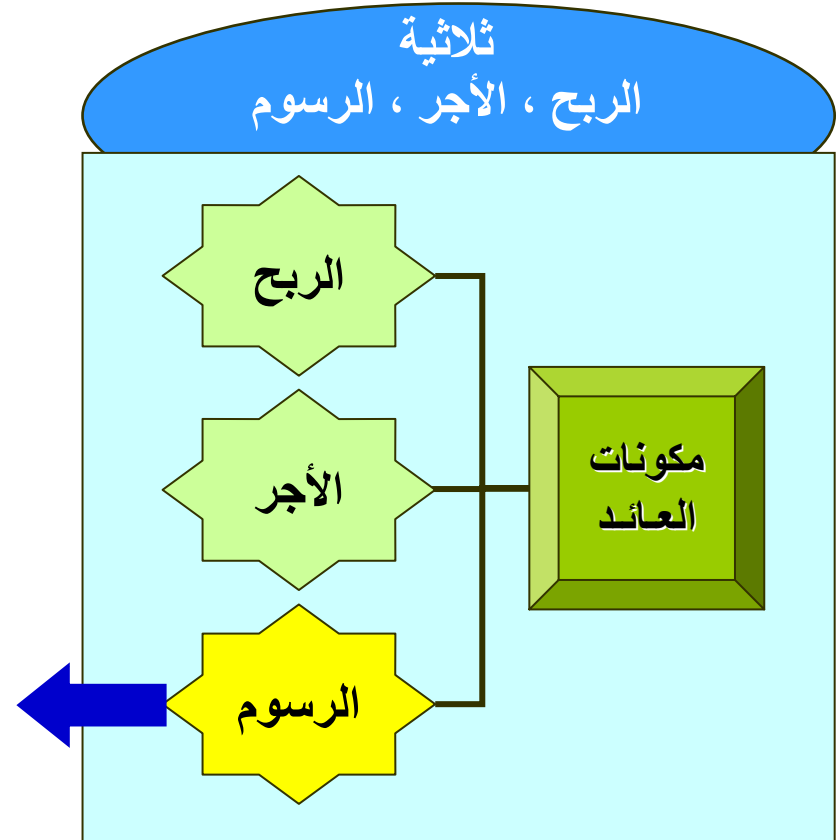 ثلاثية
الربح ، الأجر ، الرسوم
الربح
مكونات
العـائـد
الأجر
الرسوم